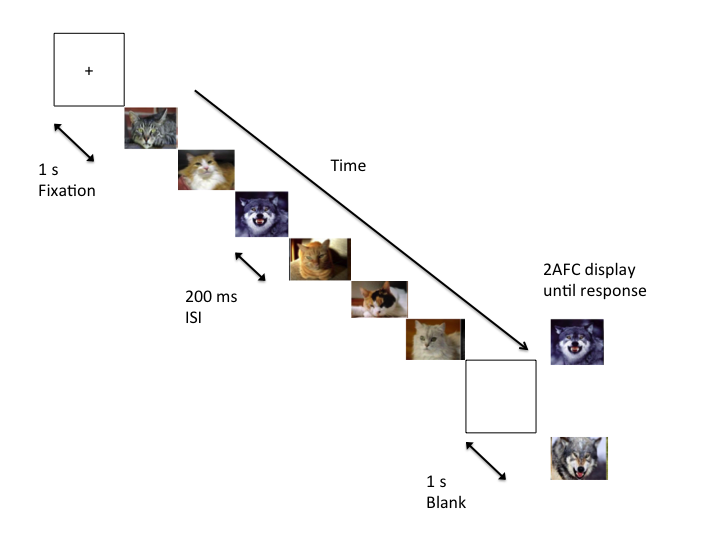 +
1 s
Fixation
Time
200 ms
ISI
2AFC display
until response
1 s
Blank